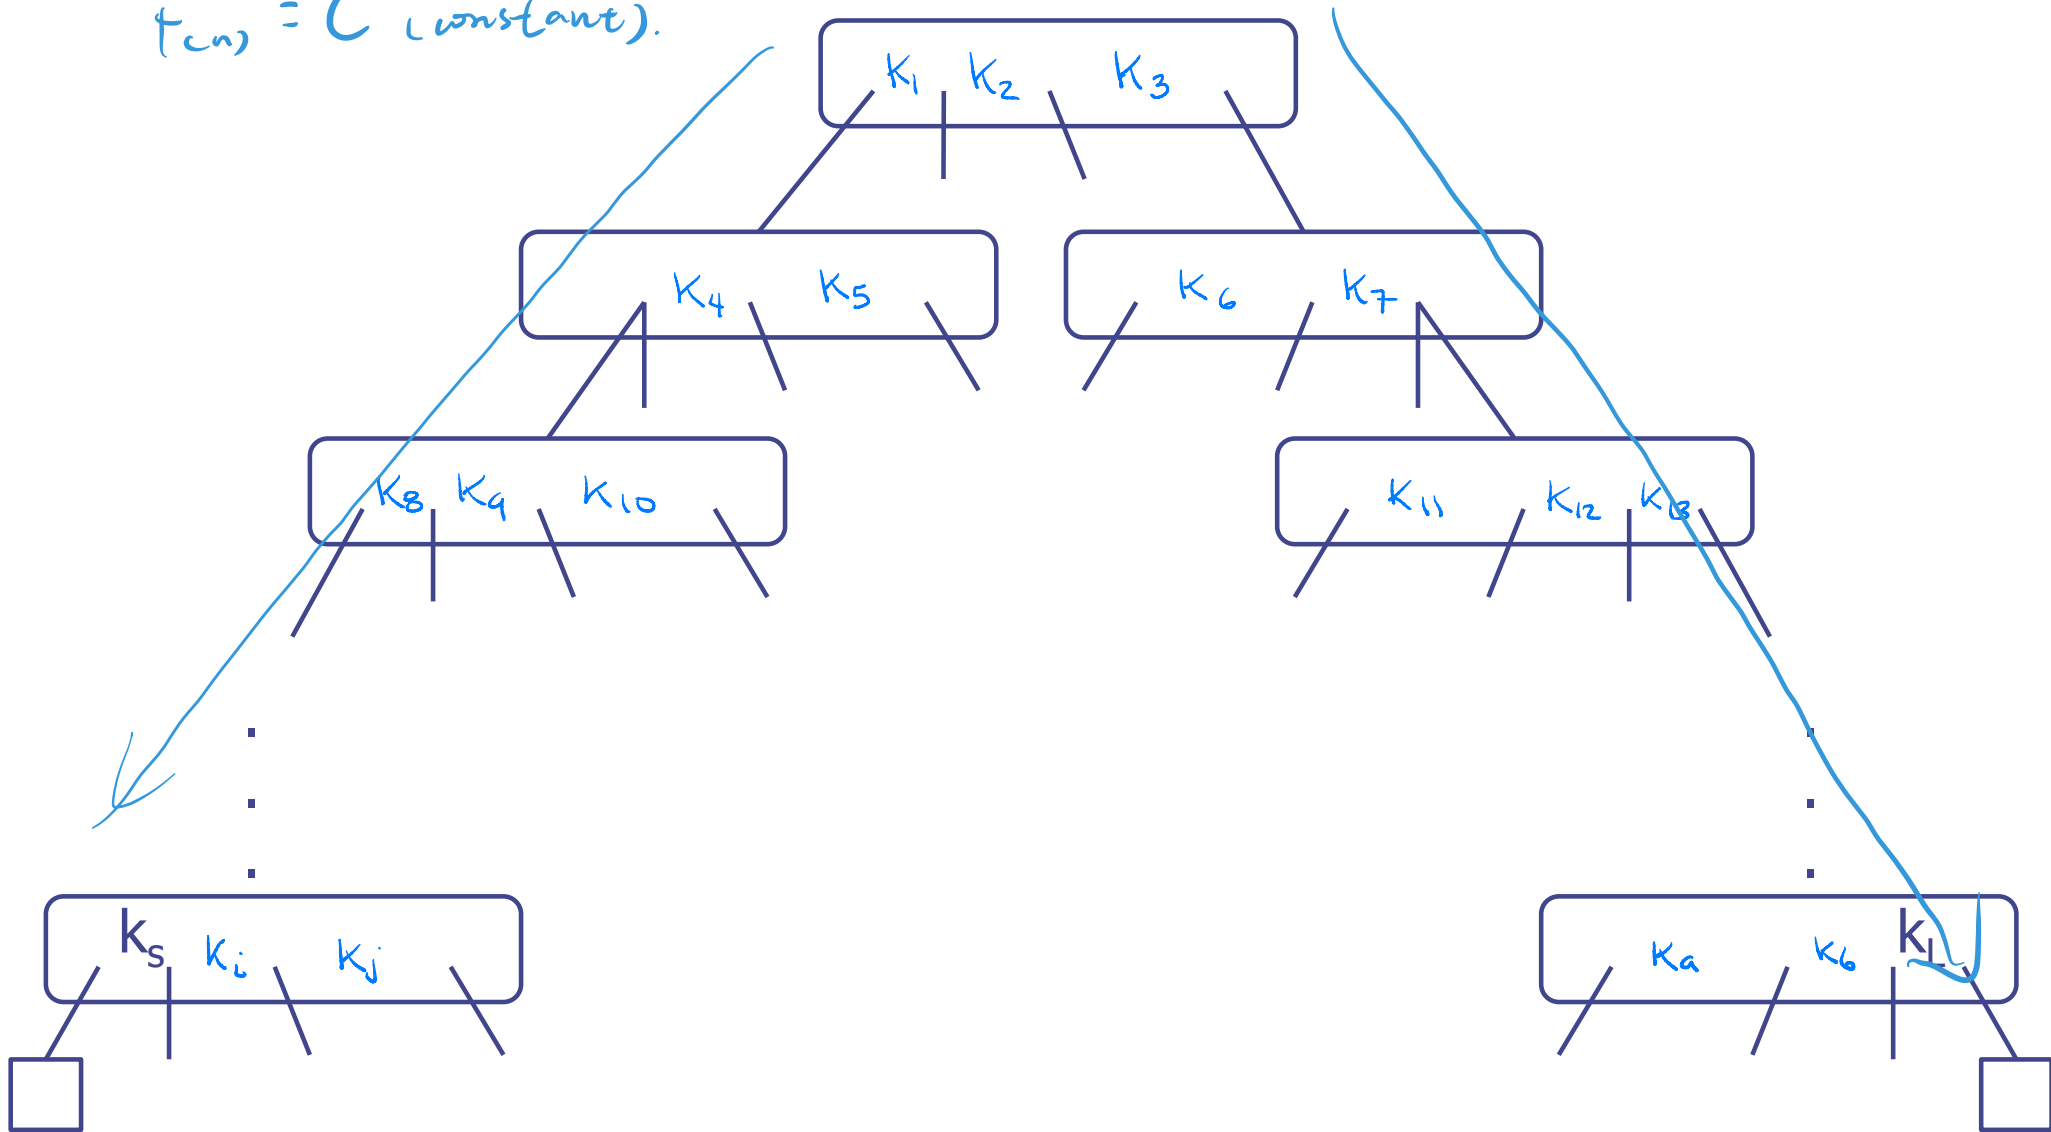 f(n) = C (constant).
K1 K2 K3
K4 K5 K6 K7
K8 K9 K10 K11 K12 K13
ks Ki Kj Ka Kb kL